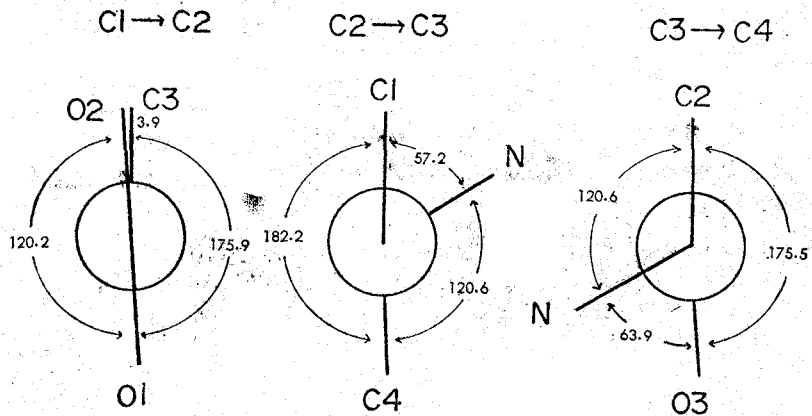 C1→C2
C2→C3
C3→C4
O2
C3
3.9
120.2
175.9
O1
C1
57.2
N
182.2
120.6
C4
C2
120.6
175.5
N
63.9
O3